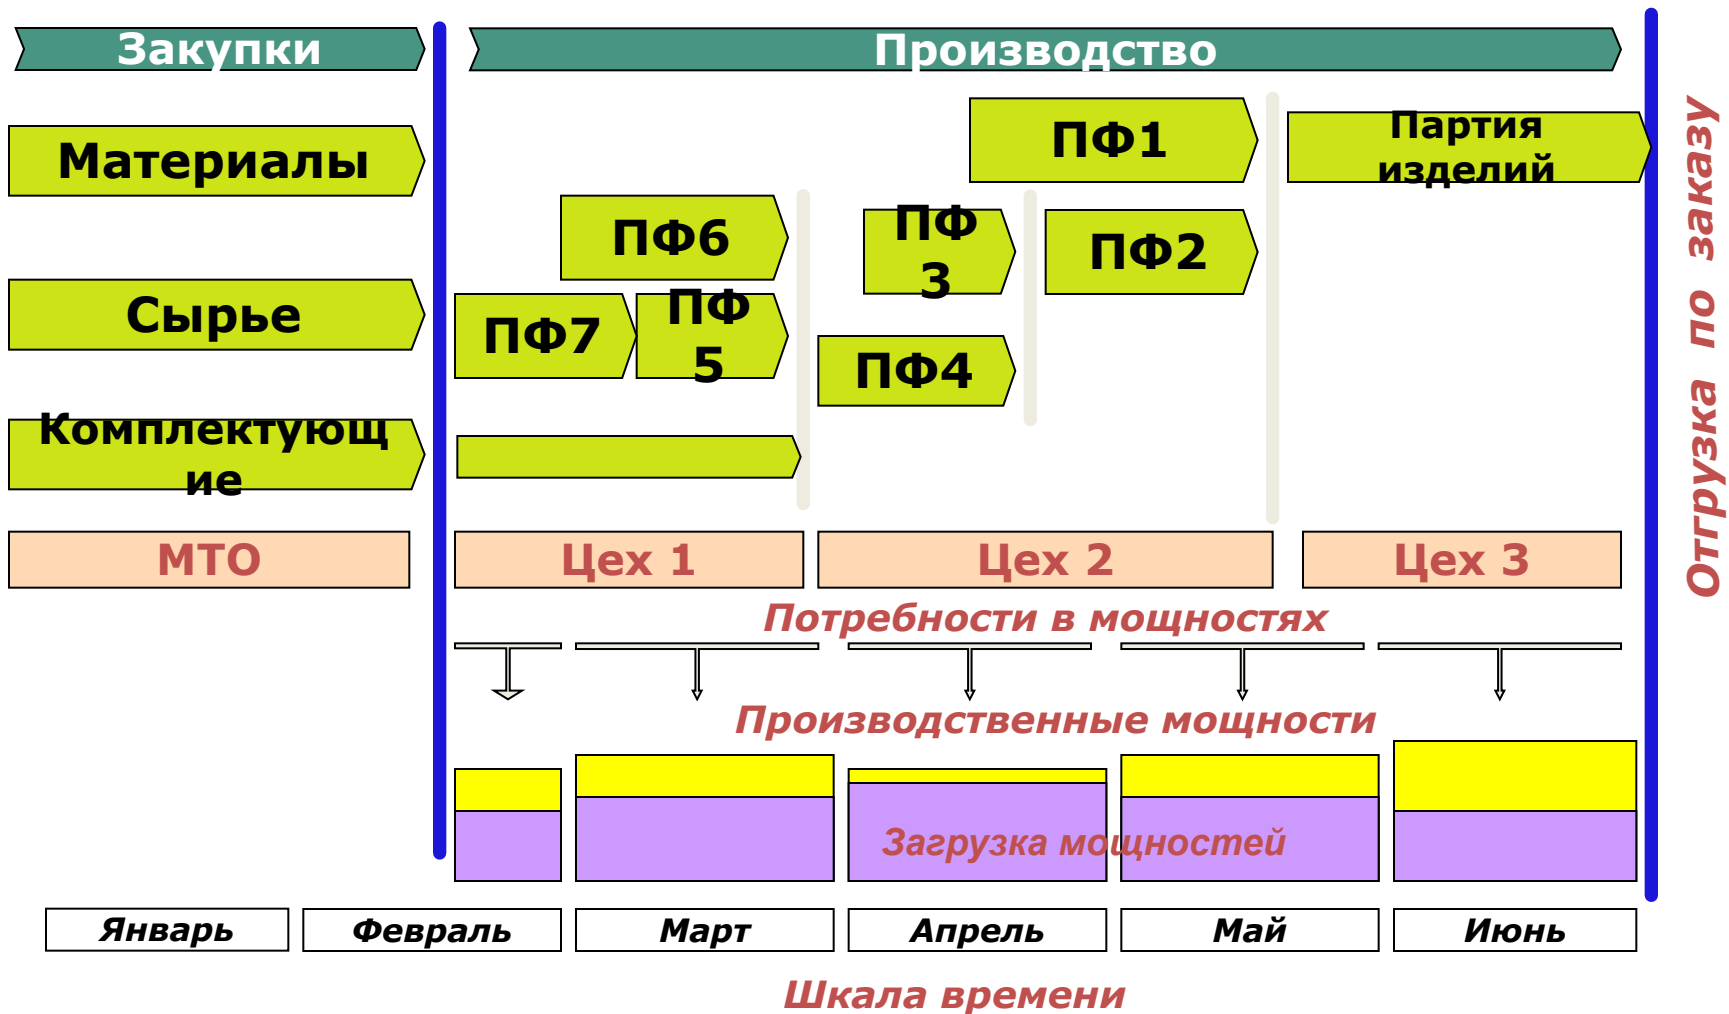 Закупки
Производство
Материалы
ПФ1
Партия
изделий
ПФ6
ПФ
3
ПФ2
Сырье
ПФ7
ПФ
5
ПФ4
Комплектующ
ие
МТО
Цех 1
Цех 2
Цех 3
Отгрузка по заказу
Потребности в мощностях
Производственные мощности
Загрузка мощностей
Январь
Февраль
Март
Апрель
Май
Июнь
Шкала времени